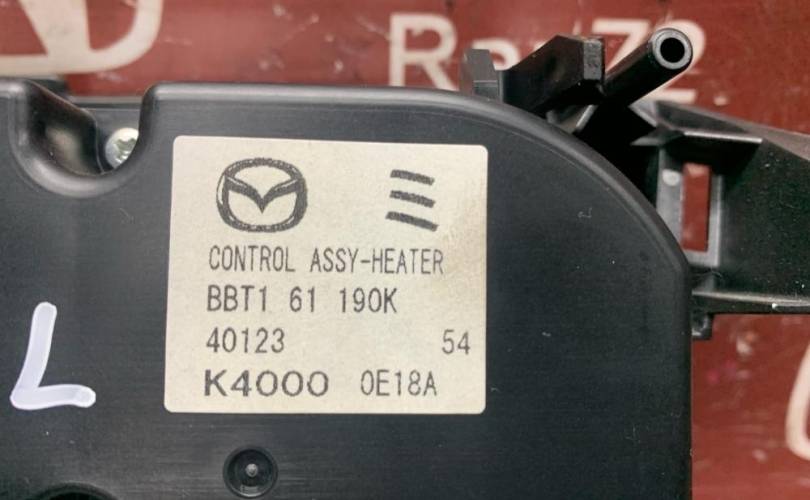 CONTROL ASSY-HEATER
BBT1 61 190K
40123 54
K4000 0E18A
L